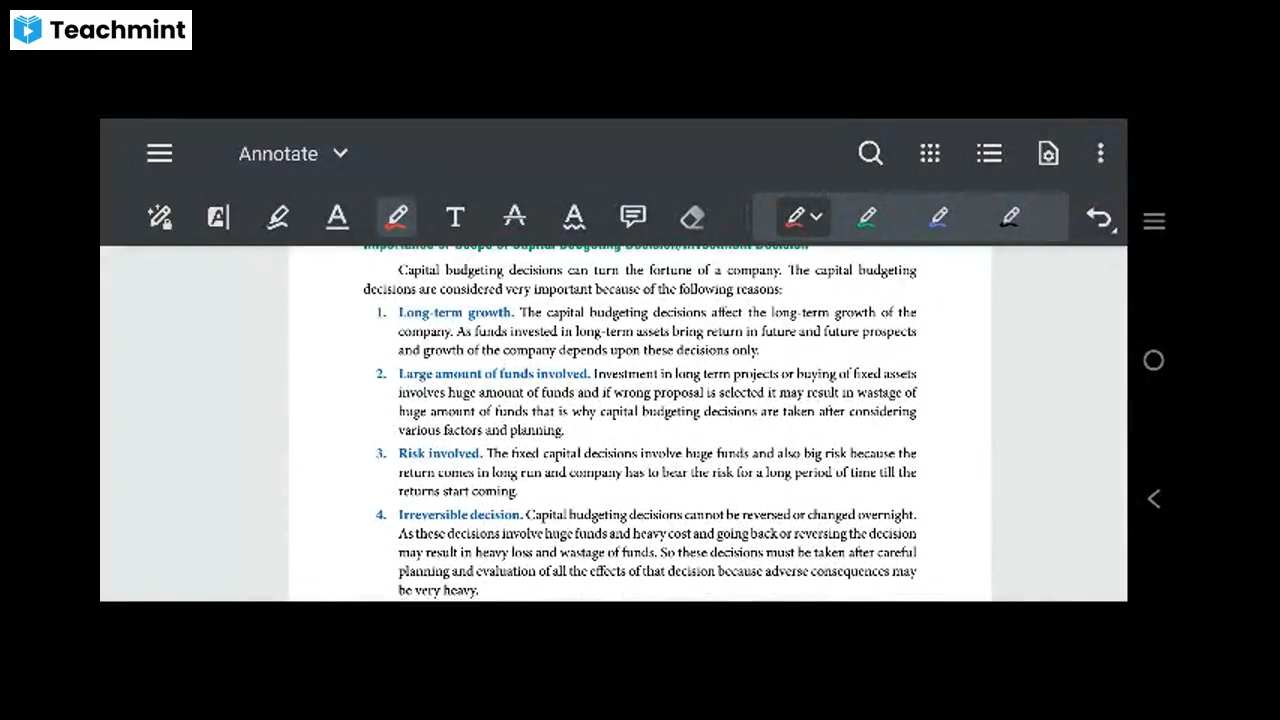 Teachmint
Annotate
Importance or Scope of Capital Budgeting Decision/Investment Decision
Capital budgeting decisions can turn the fortune of a company. The capital budgeting
decisions are considered very important because of the following reasons:
1. Long-term growth. The capital budgeting decisions affect the long-term growth of the
company. As funds invested in long-term assets bring return in future and future prospects
and growth of the company depends upon these decisions only.
2. Large amount of funds involved. Investment in long term projects or buying of fixed assets
involves huge amount of funds and if wrong proposal is selected it may result in wastage of
huge amount of funds that is why capital budgeting decisions are taken after considering
various factors and planning.
3. Risk involved. The fixed capital decisions involve huge funds and also big risk because the
return comes in long run and company has to bear the risk for a long period of time till the
returns start coming.
4. Irreversible decision. Capital budgeting decisions cannot be reversed or changed overnight.
As these decisions involve huge funds and heavy cost and going back or reversing the decision
may result in heavy loss and wastage of funds. So these decisions must be taken after careful
planning and evaluation of all the effects of that decision because adverse consequences may
be very heavy.